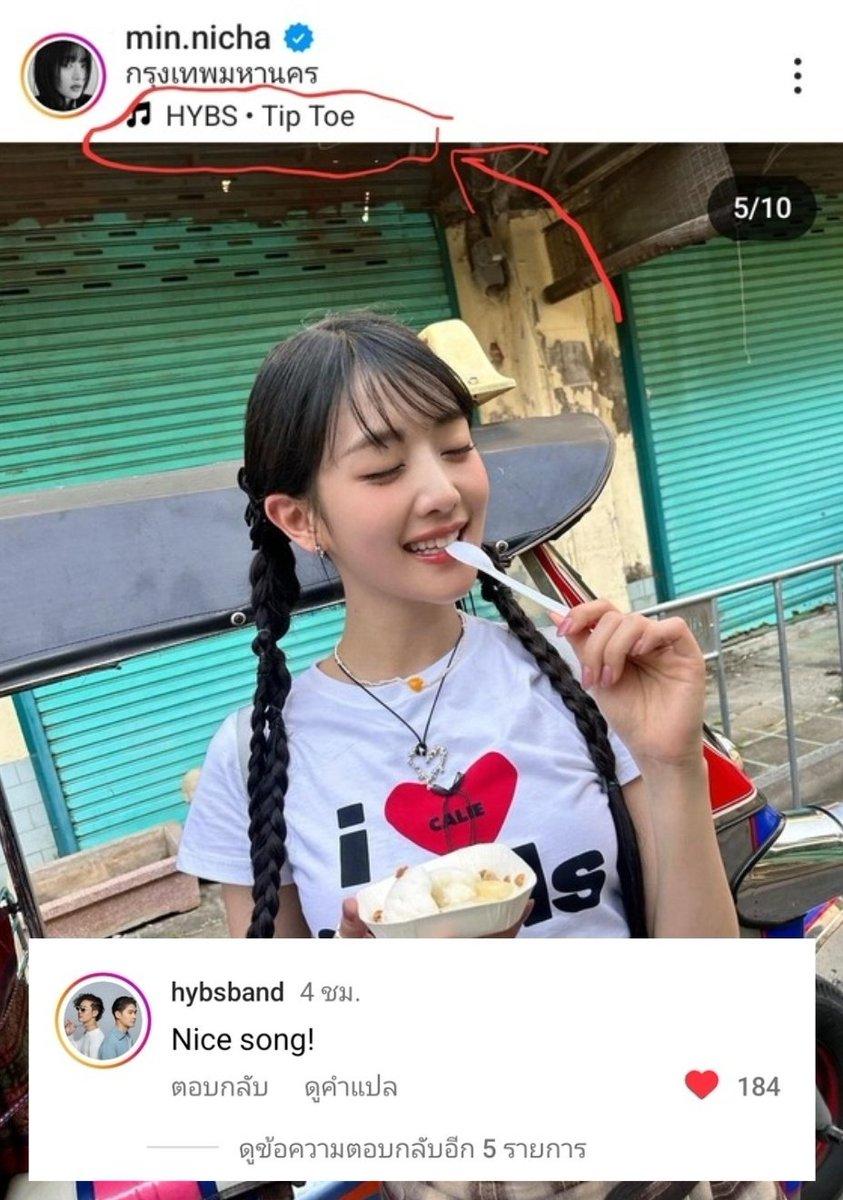 min.nicha
กรุงเทพมหานคร
HYBS • Tip Toe
5/10
i
CALIE
hybsband 4 ชม.
Nice song!
ตอบกลับ ดูคำแปล
184
ดูข้อความตอบกลับอีก 5 รายการ